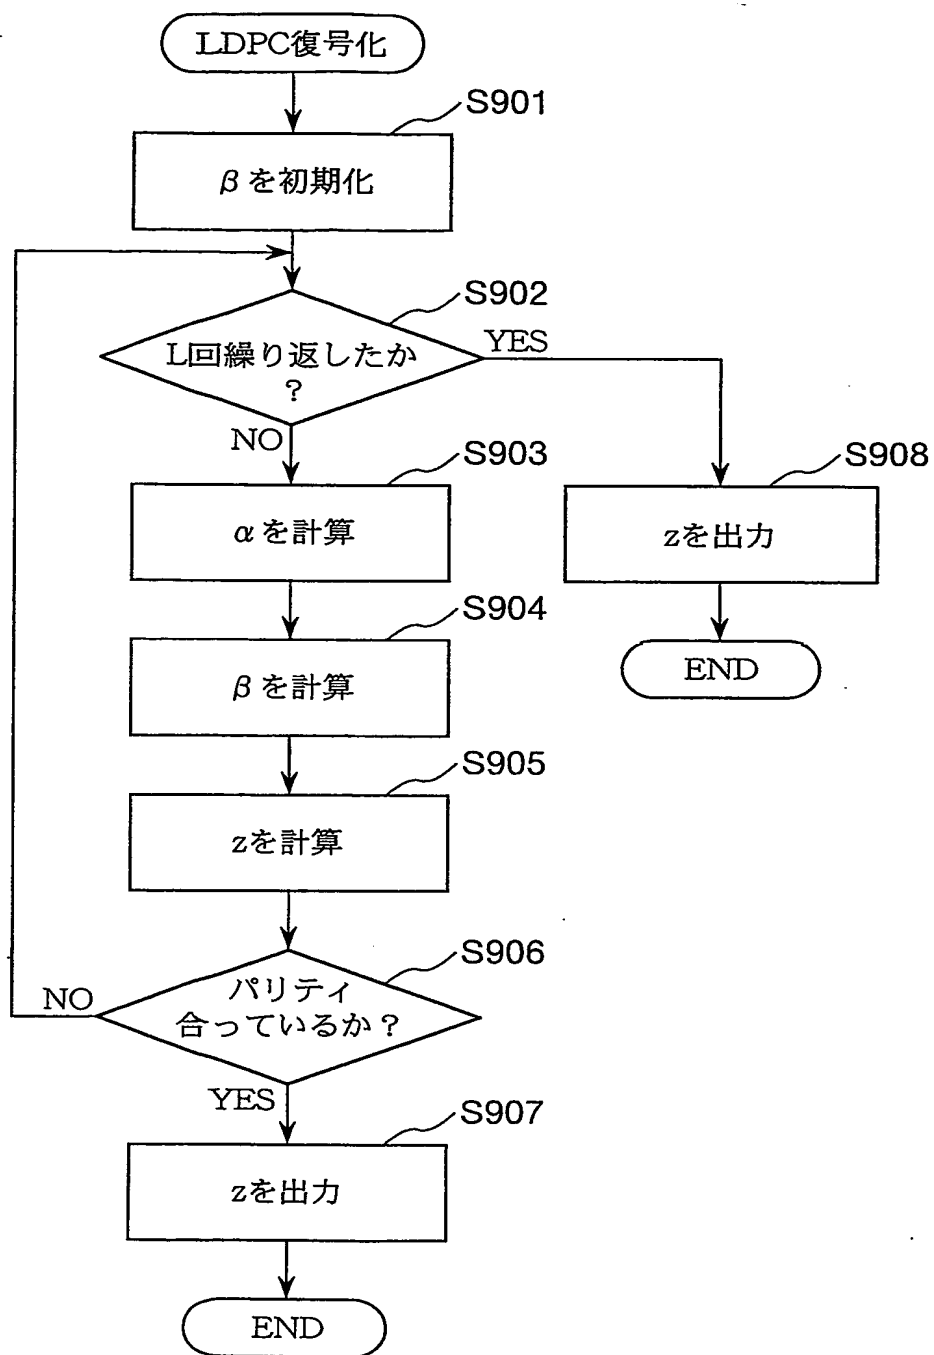 LDPC復号化
S901
βを初期化
S902
L回繰り返したか
?
YES
NO
S903
αを計算
S908
zを出力
END
S904
βを計算
S905
zを計算
S906
パリティ
合っているか?
NO
YES
S907
zを出力
END